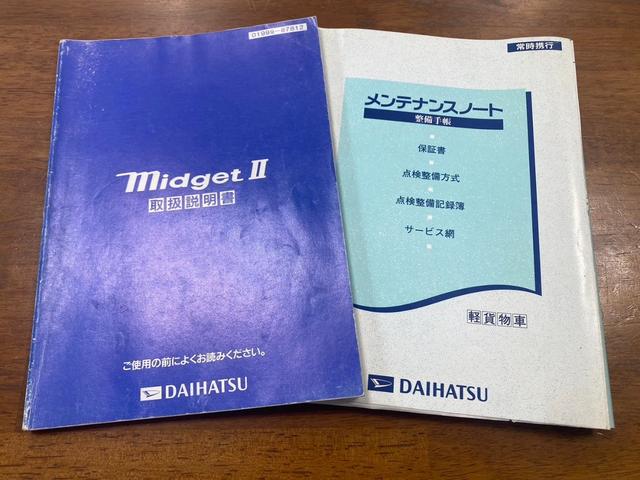 01999-87812
midget II
取扱説明書
ご使用の前によくお読みください。
DAIHATSU
常時携行
メンテナンスノート
整備手帳
保証書
点検整備方式
点検整備記録簿
サービス網
軽貨物車
DAIHATSU